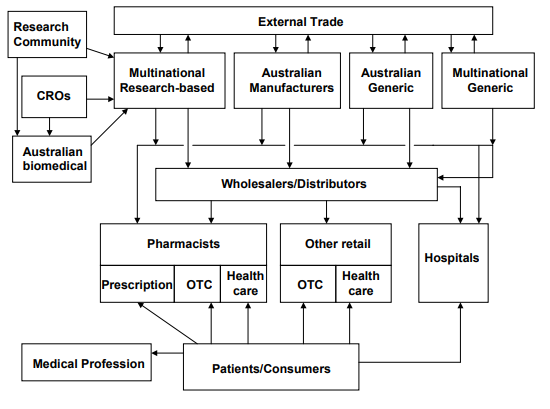 External Trade
Research
Community
CROs
Australian
biomedical
Multinational
Research-based
Australian
Manufacturers
Australian
Generic
Multinational
Generic
Wholesalers/Distributors
Pharmacists
Prescription
OTC
Health
care
Other retail
OTC
Health
care
Hospitals
Medical Profession
Patients/Consumers